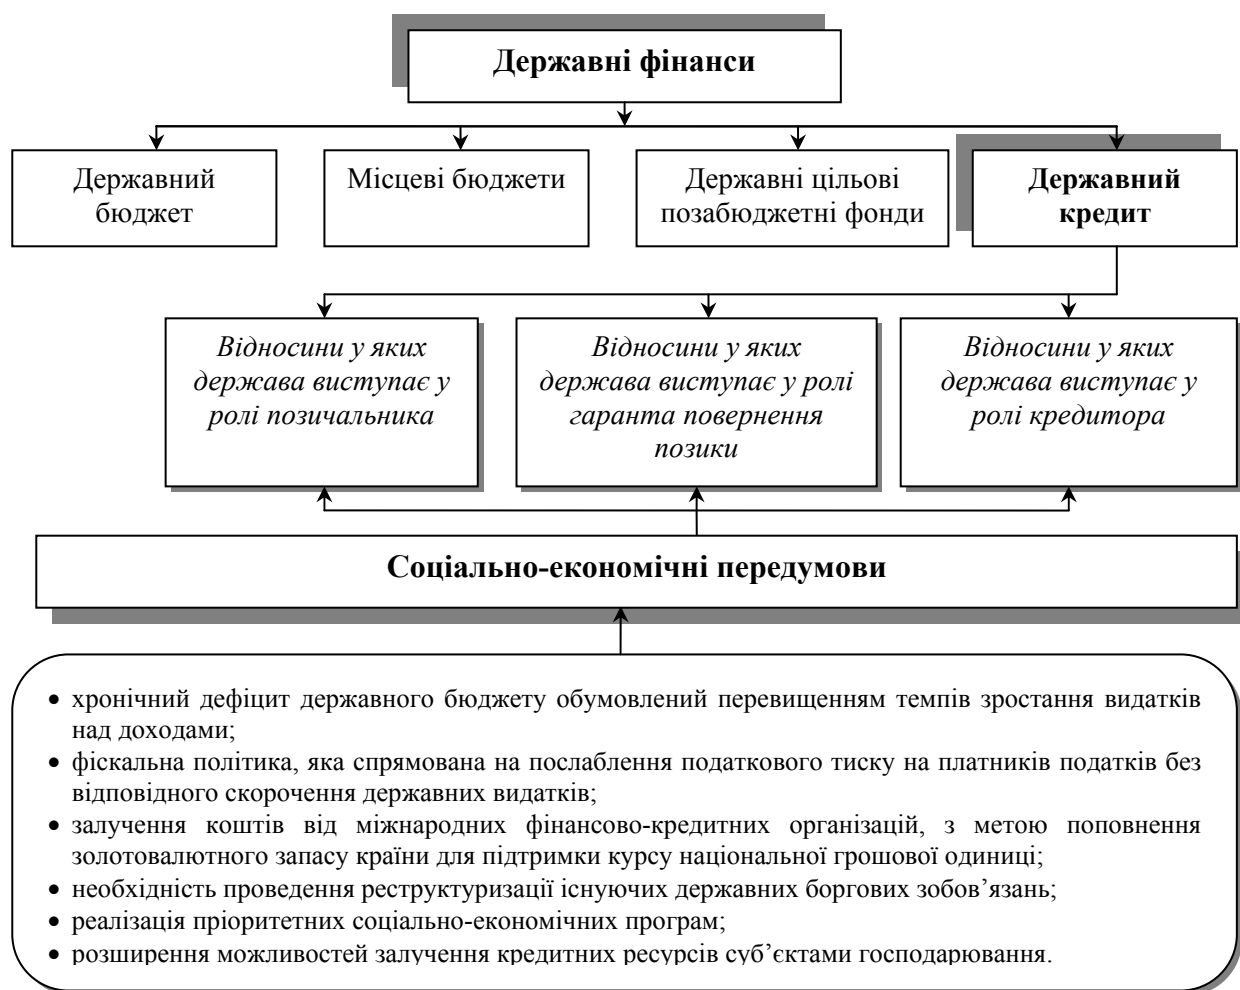 Державні фінанси
Державний
бюджет
Місцеві бюджети
Державні цільові
позабюджетні фонди
Державний
кредит
Відносини у яких
держава виступає у
ролі позичальника
Відносини у яких
держава виступає у ролі
гаранта повернення
позики
Відносини у яких
держава виступає у
ролі кредитора
Соціально-економічні передумови
• хронічний дефіцит державного бюджету обумовлений перевищенням темпів зростання видатків
над доходами;
• фіскальна політика, яка спрямована на послаблення податкового тиску на платників податків без
відповідного скорочення державних видатків;
• залучення коштів від міжнародних фінансово-кредитних організацій, з метою поповнення
золотовалютного запасу країни для підтримки курсу національної грошової одиниці;
• необхідність проведення реструктуризації існуючих державних боргових зобов’язань;
• реалізація пріоритетних соціально-економічних програм;
• розширення можливостей залучення кредитних ресурсів суб’єктами господарювання.